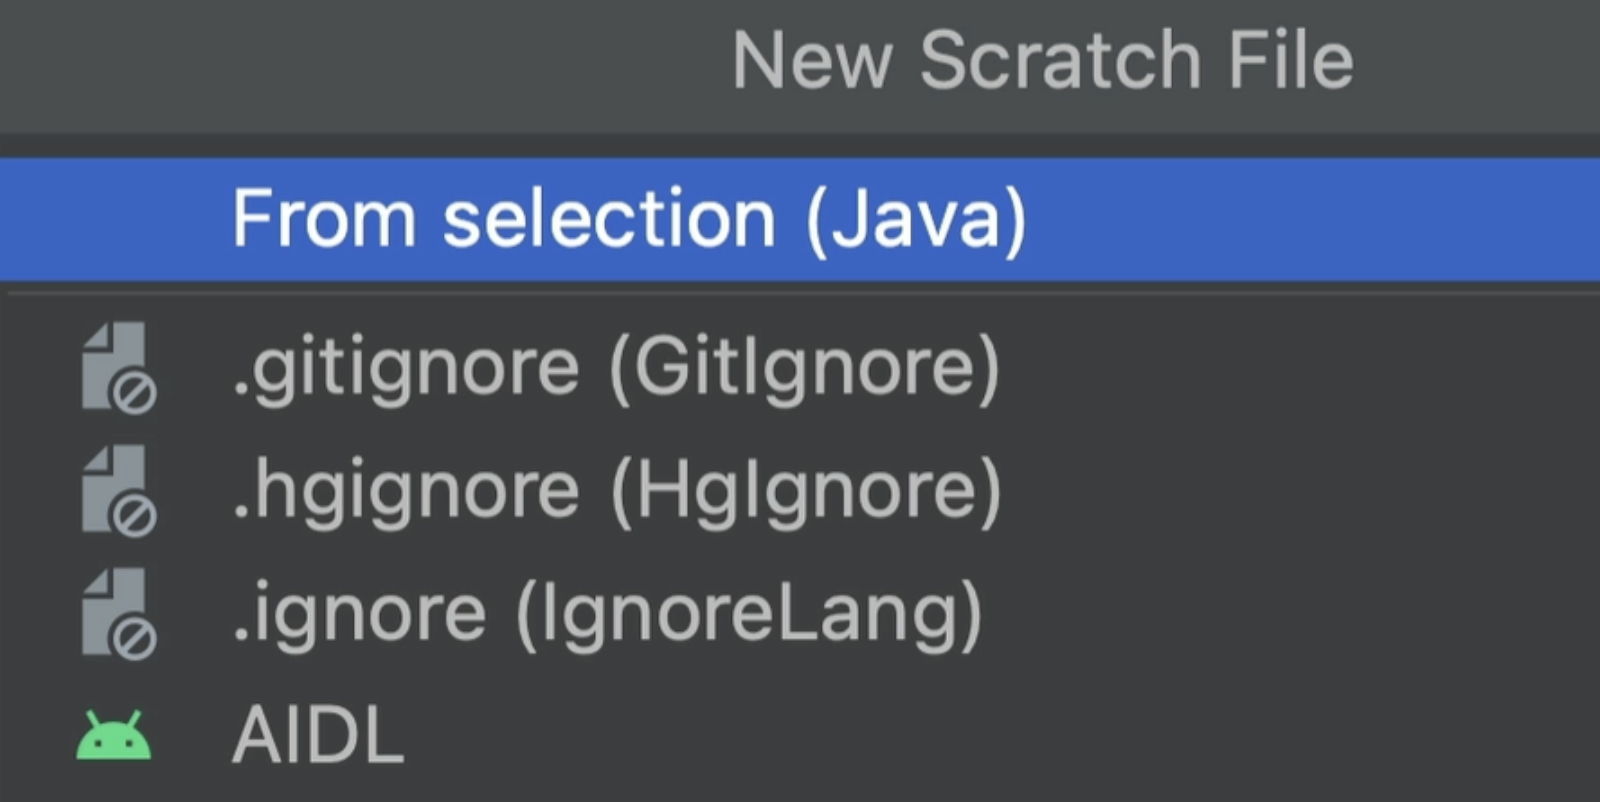 New Scratch File
From selection (Java)
.gitignore (GitIgnore)
.hgignore (HgIgnore)
.ignore (IgnoreLang)
AIDL